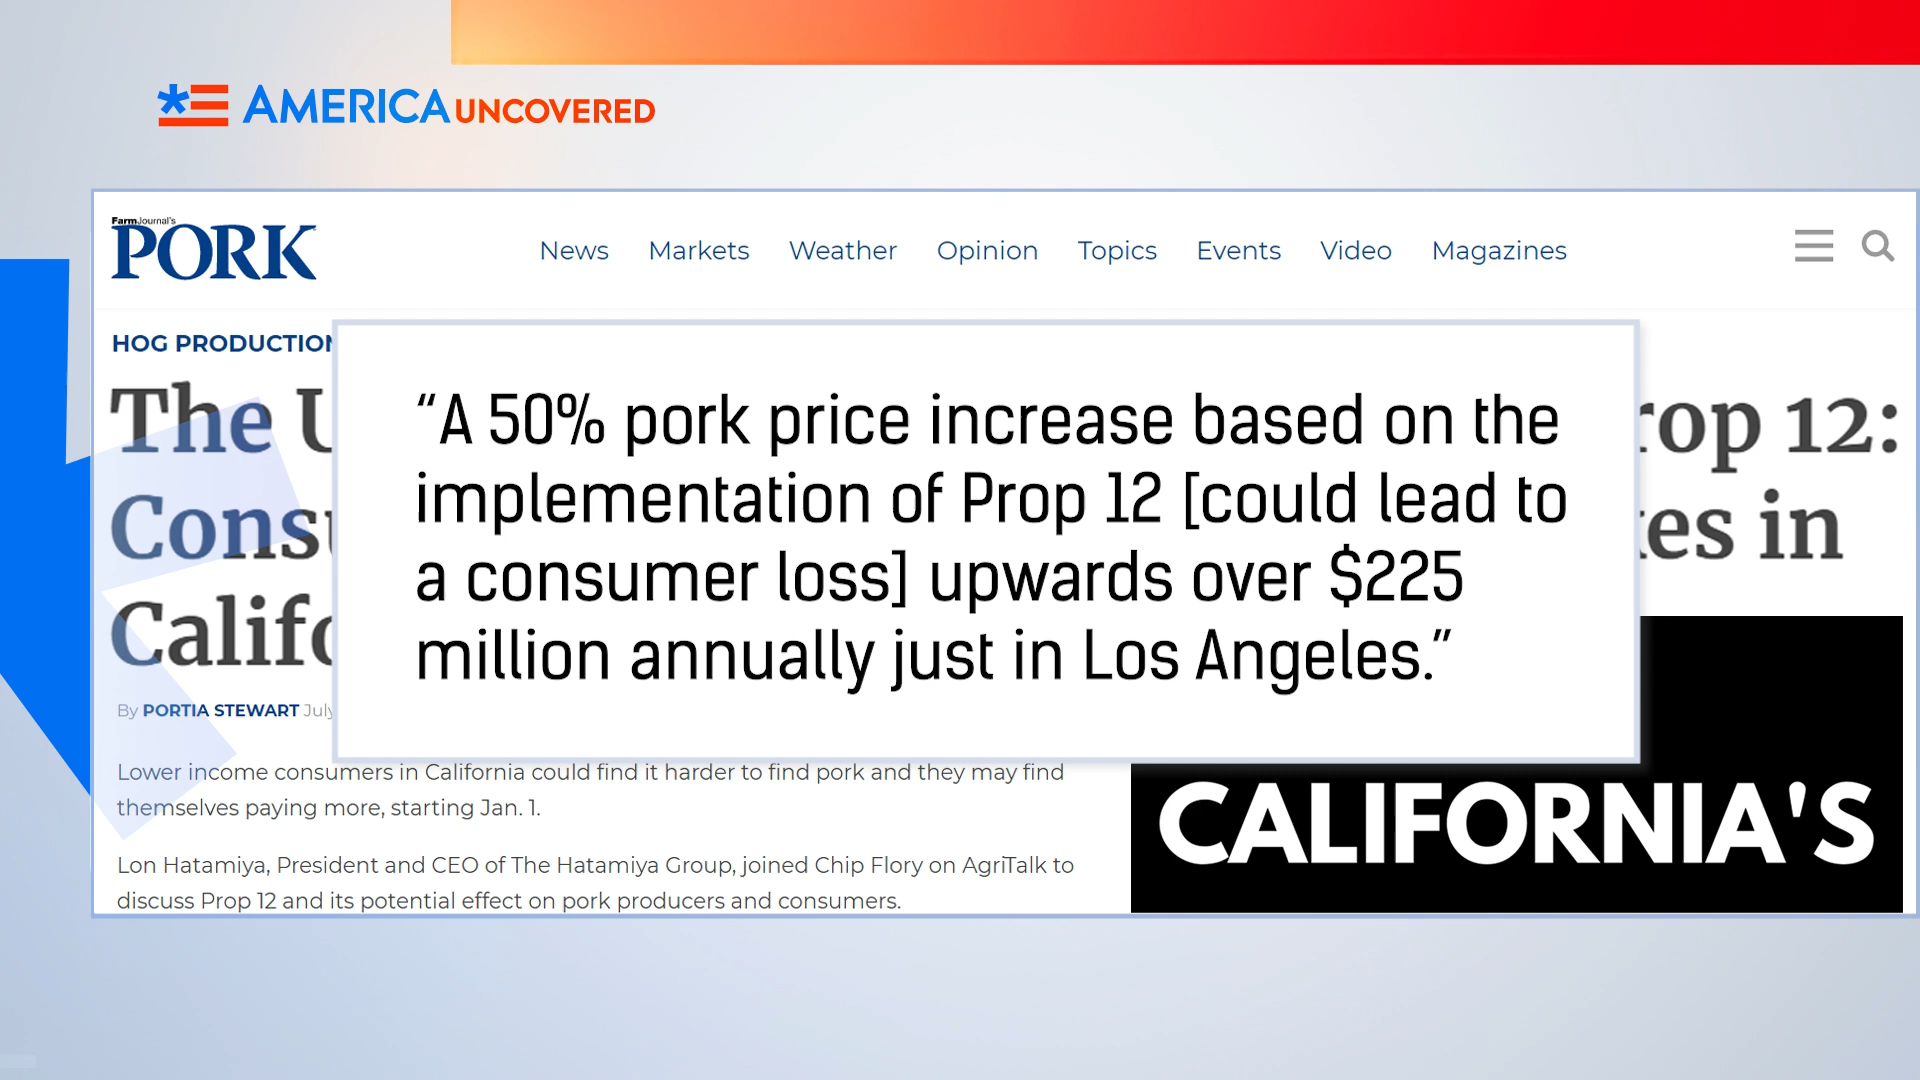 AMERICA UNCOVERED
FarmJournal's
PORK
News Markets Weather Opinion Topics Events Video Magazines
HOG PRODUCTION
The
rop 12:
“A 50% pork price increase based on the
implementation of Prop 12 [could lead to
a consumer loss] upwards over $225
million annually just in Los Angeles.”
Cons
es in
Calif
By PORTIA STEWART July
Lower income consumers in California could find it harder to find pork and they may find
themselves paying more, starting Jan. 1.
Lon Hatamiya, President and CEO of The Hatamiya Group, joined Chip Flory on AgriTalk to
discuss Prop 12 and its potential effect on pork producers and consumers.
CALIFORNIA'S